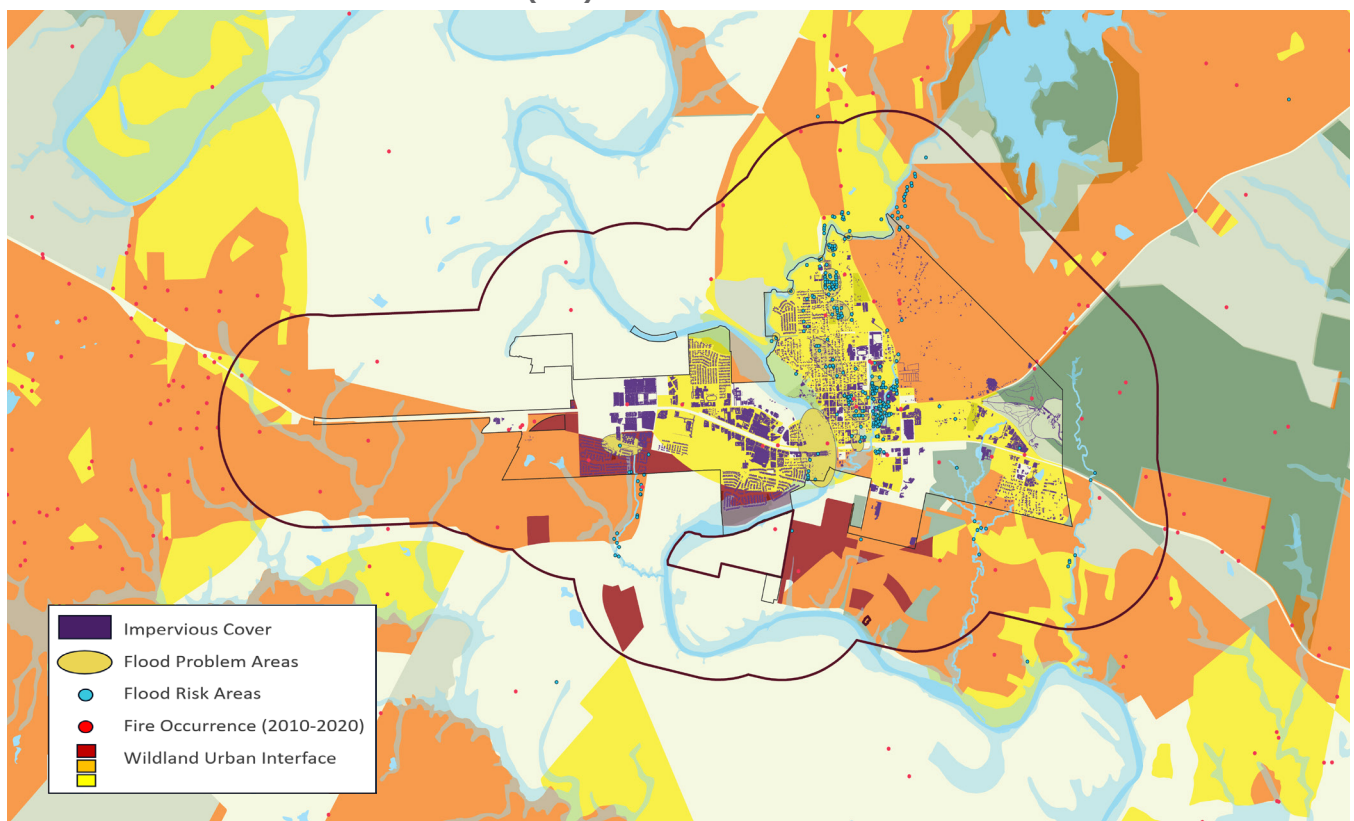 Impervious Cover
Flood Problem Areas
Flood Risk Areas
Fire Occurrence (2010-2020)
Wildland Urban Interface